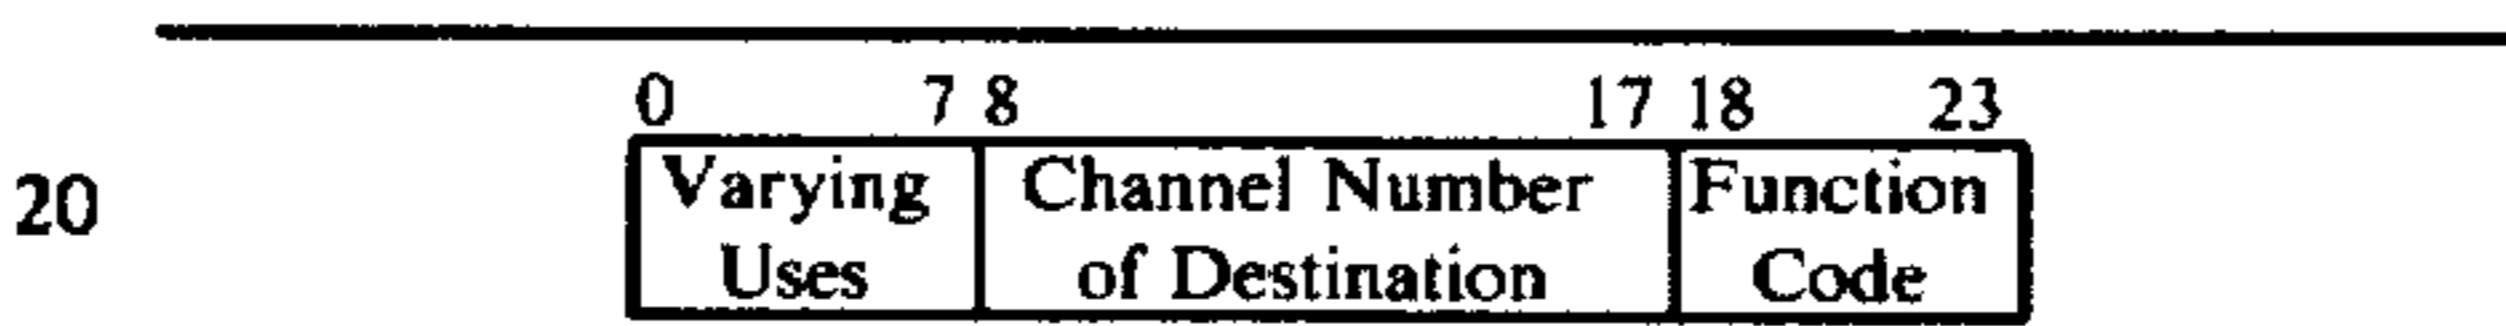 0 7 8 17 18 23
20 Varying Channel Number Function
Uses of Destination Code